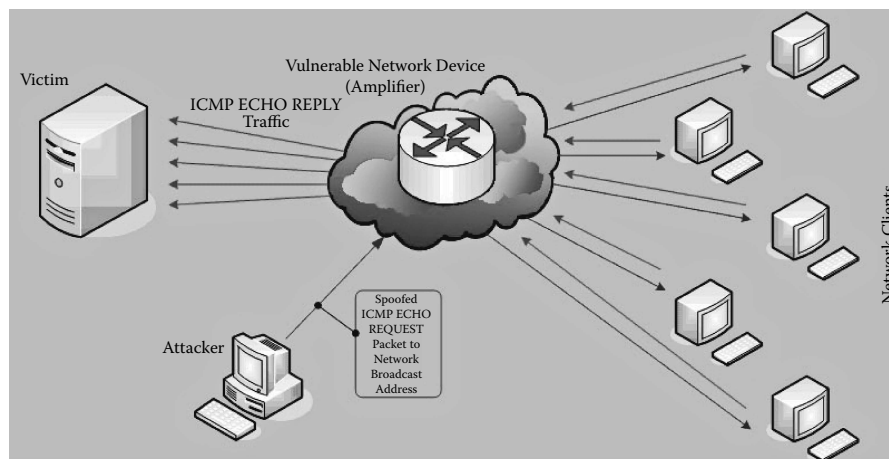 Victim
Vulnerable Network Device
(Amplifier)
ICMP ECHO REPLY
Traffic
Network Clients
Attacker
Spoofed
ICMP ECHO
REQUEST
Packet to
Network
Broadcast
Address